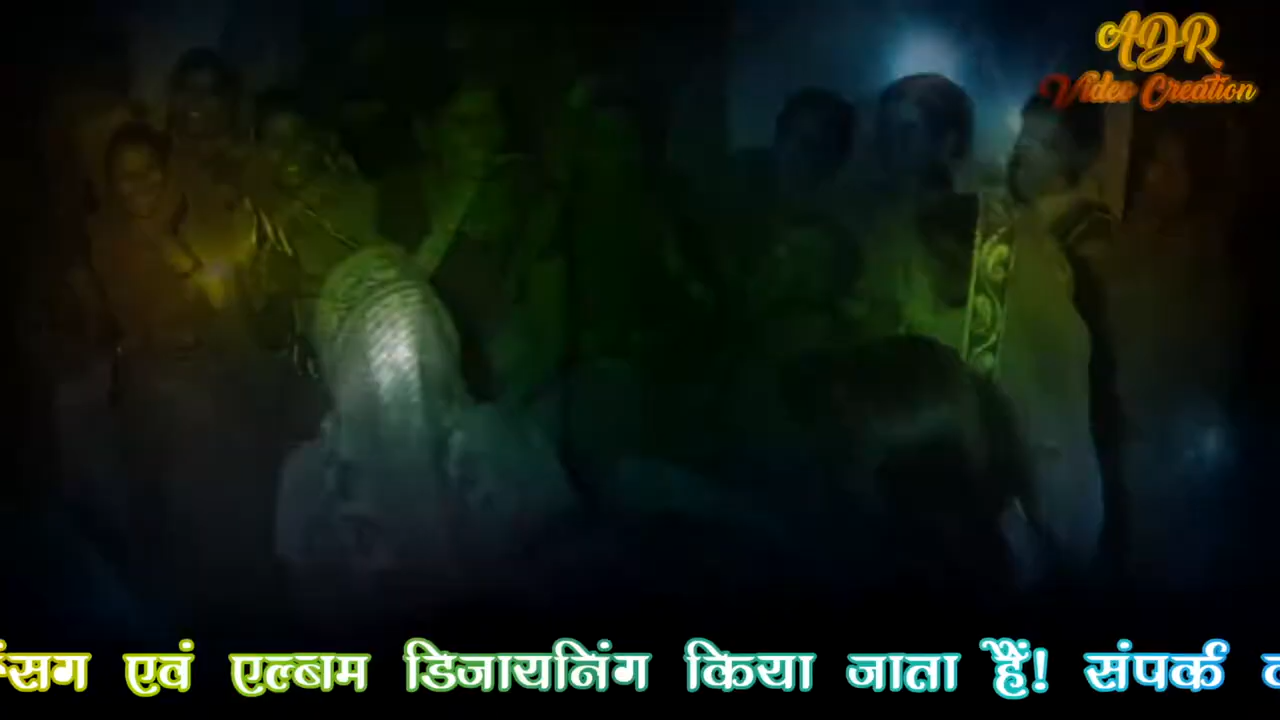 ADR
Video Creation
एवं एल्बम डिजायनिंग किया जाता हैं! संपर्क